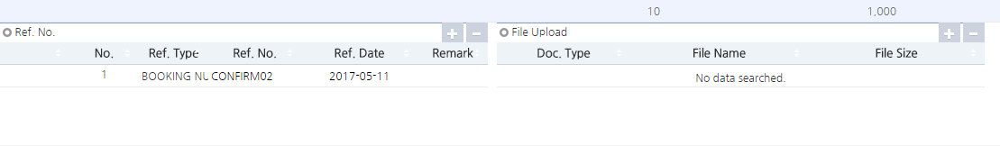 10 1,000
Ref. No. + −
File Upload + −
No. Ref. Type Ref. No. Ref. Date Remark
Doc. Type File Name File Size
1 BOOKING NU CONFIRM02 2017-05-11
No data searched.